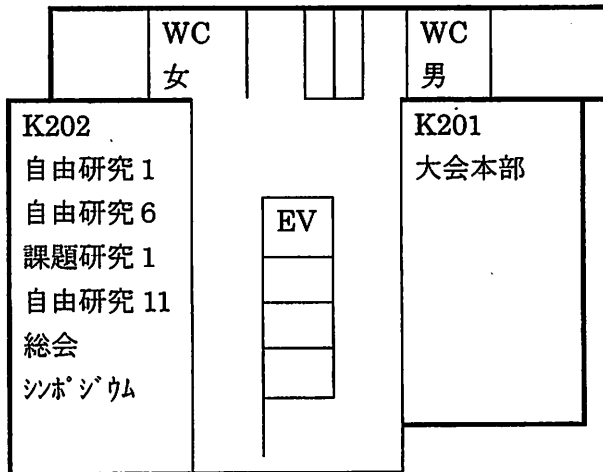 WC
女
WC
男
K202
自由研究 1
自由研究 6
課題研究 1
自由研究 11
総会
ｼﾝﾎﾟｼﾞｳﾑ
EV
K201
大会本部